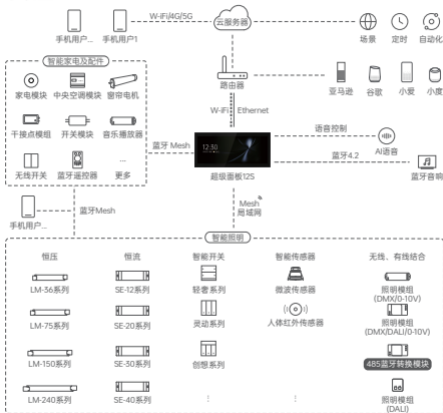 Wi-Fi/4G/5G
云服务器
手机用户... 手机用户1
场景 定时 自动化
智能家电及配件
路由器
家电模块 中央空调模块 窗帘电机
亚马逊 谷歌 小爱 小度
Wi-Fi Ethernet
干接点模组 开关模块 音乐播放器
语音控制
12:30
AI语音
蓝牙 Mesh
蓝牙4.2
无线开关 蓝牙遥控器 更多
超级面板12S
蓝牙音响
Mesh
局域网
蓝牙Mesh
手机用户...
智能照明
恒压 恒流 智能开关 智能传感器 无线、有线结合
LM-36系列 SE-12系列 轻奢系列 微波传感器 照明模组
(DMX/0-10V)
LM-75系列 SE-20系列 灵动系列 人体红外传感器 照明模组
(DMX/DALI/0-10V)
LM-150系列 SE-30系列 创想系列 485蓝牙转换模块
LM-240系列 SE-40系列 照明模组
(DALI)